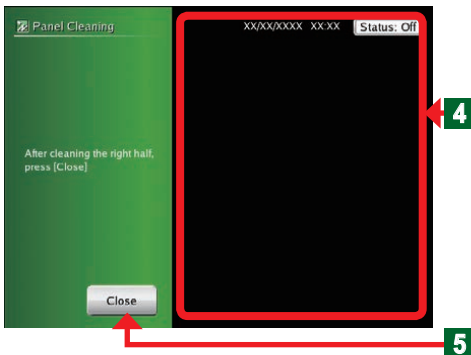 Panel Cleaning
XX/XX/XXXX XX:XX
Status: Off
4
After cleaning the right half,
press [Close]
Close
5